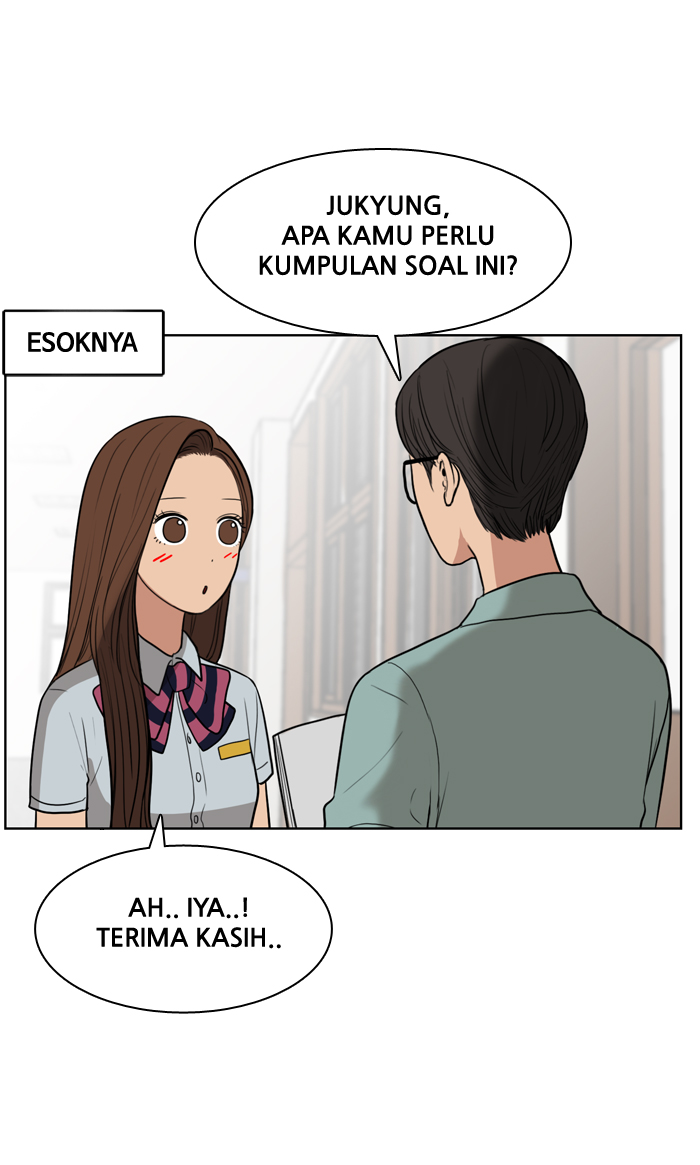 JUKYUNG,
APA KAMU PERLU
KUMPULAN SOAL INI?
ESOKNYA
AH.. IYA..!
TERIMA KASIH..